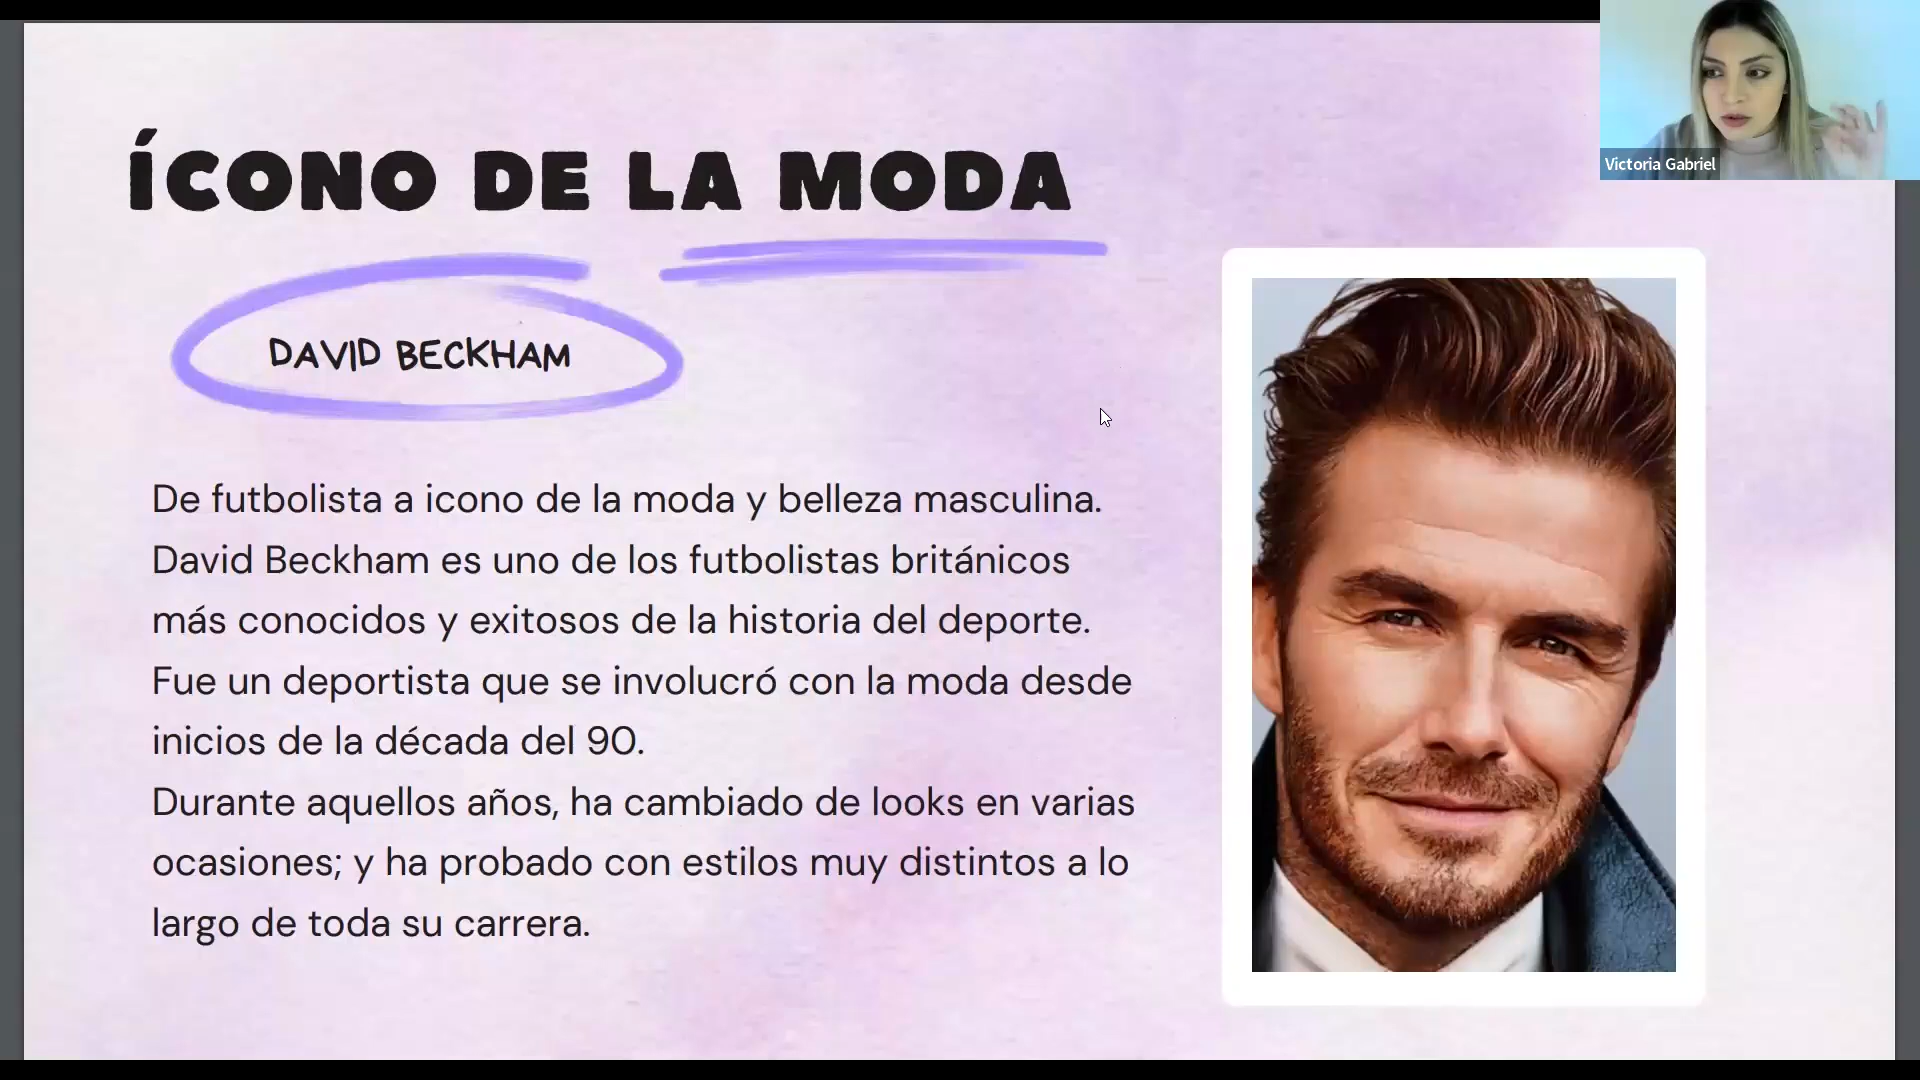 ÍCONO DE LA MODA
DAVID BECKHAM
De futbolista a icono de la moda y belleza masculina.
David Beckham es uno de los futbolistas británicos
más conocidos y exitosos de la historia del deporte.
Fue un deportista que se involucró con la moda desde
inicios de la década del 90.
Durante aquellos años, ha cambiado de looks en varias
ocasiones; y ha probado con estilos muy distintos a lo
largo de toda su carrera.
Victoria Gabriel